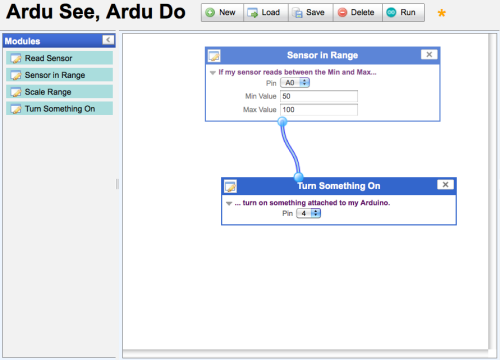 Ardu See, Ardu Do
New Load Save Delete Run
Modules
Read Sensor
Sensor in Range
Scale Range
Turn Something On
Sensor in Range
If my sensor reads between the Min and Max...
Pin A0
Min Value 50
Max Value 100
Turn Something On
... turn on something attached to my Arduino.
Pin 4